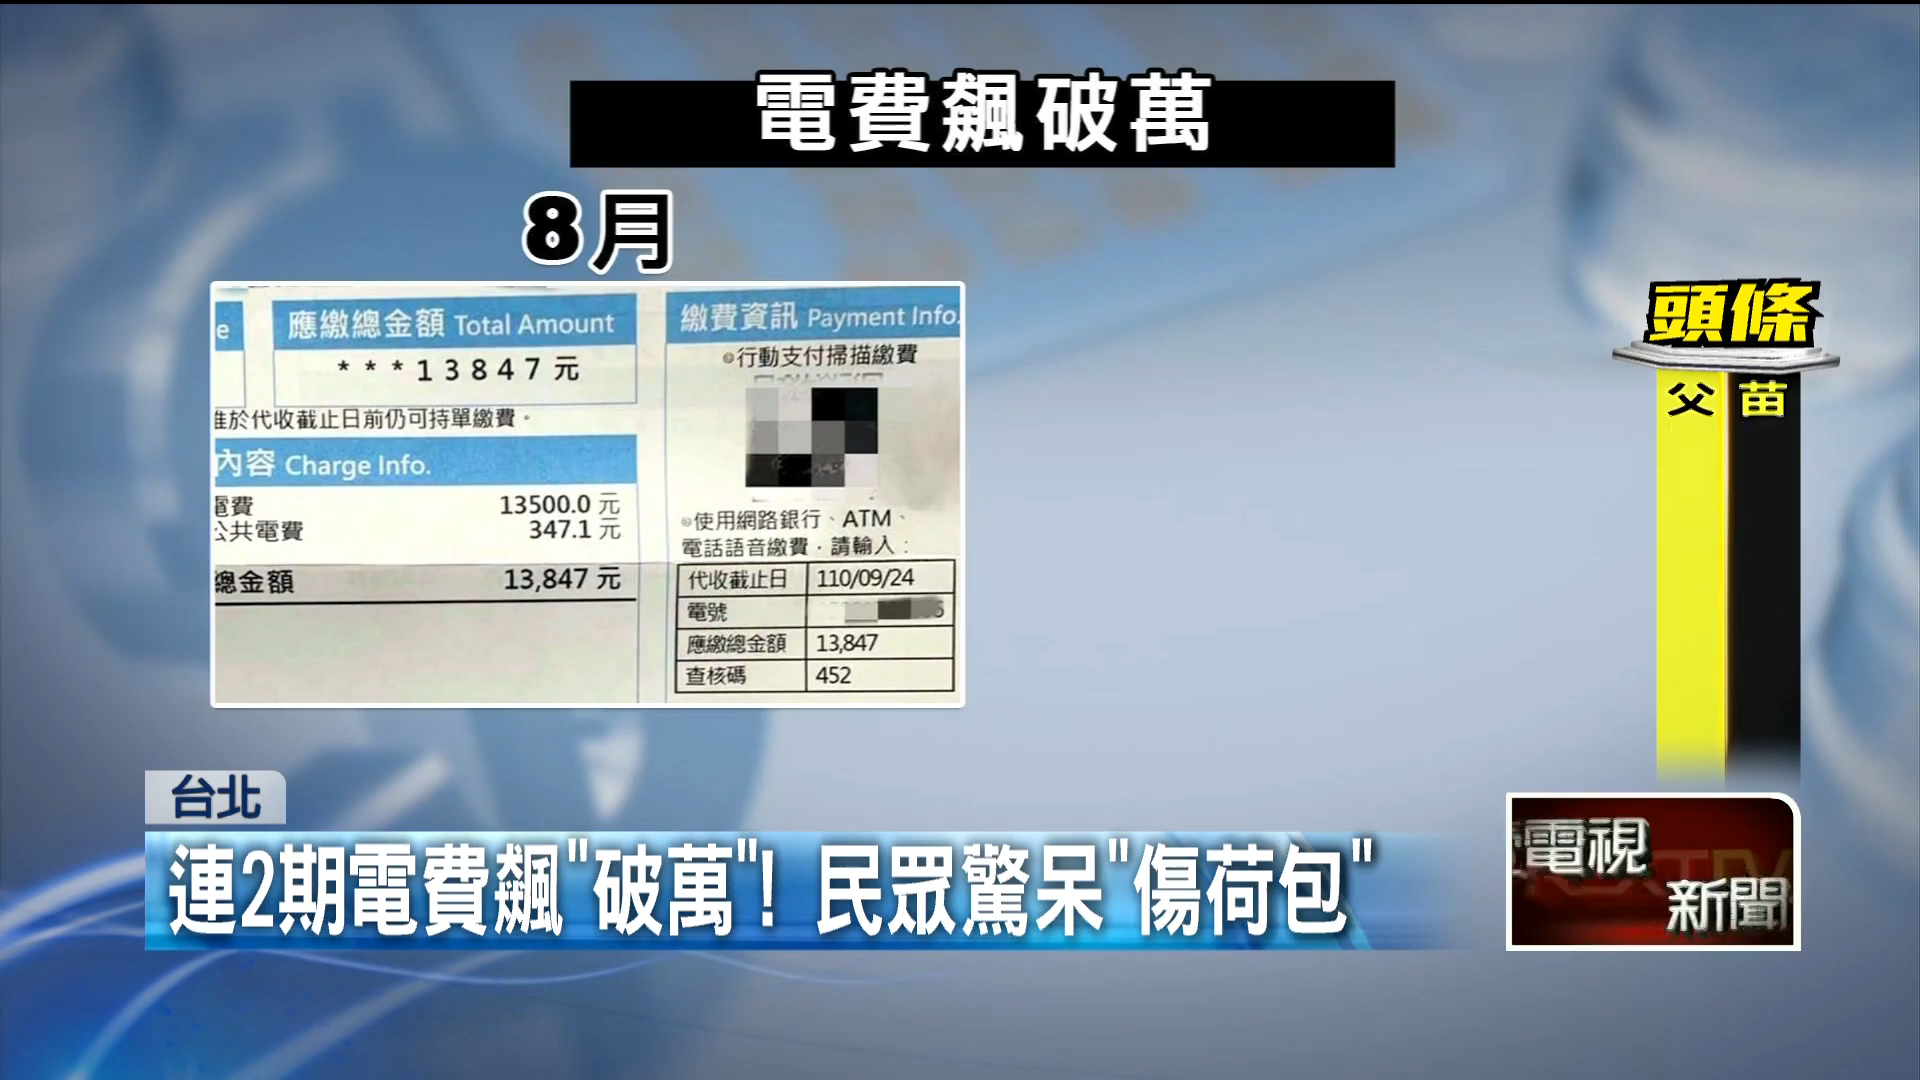 電費飆破萬
8月
e
應繳總金額 Total Amount
***13847元
於代收截止日前仍可持單繳費。
內容 Charge Info.
電費 13500.0 元
公共電費 347.1 元
總金額 13,847 元
繳費資訊 Payment Info.
◎行動支付掃描繳費
◎使用網路銀行、ATM、
電話語音繳費,請輸入:
代收截止日 110/09/24
電號
應繳總金額 13,847
查核碼 452
頭條
父 苗
台北
連2期電費飆"破萬"! 民眾驚呆"傷荷包"
電視
新聞